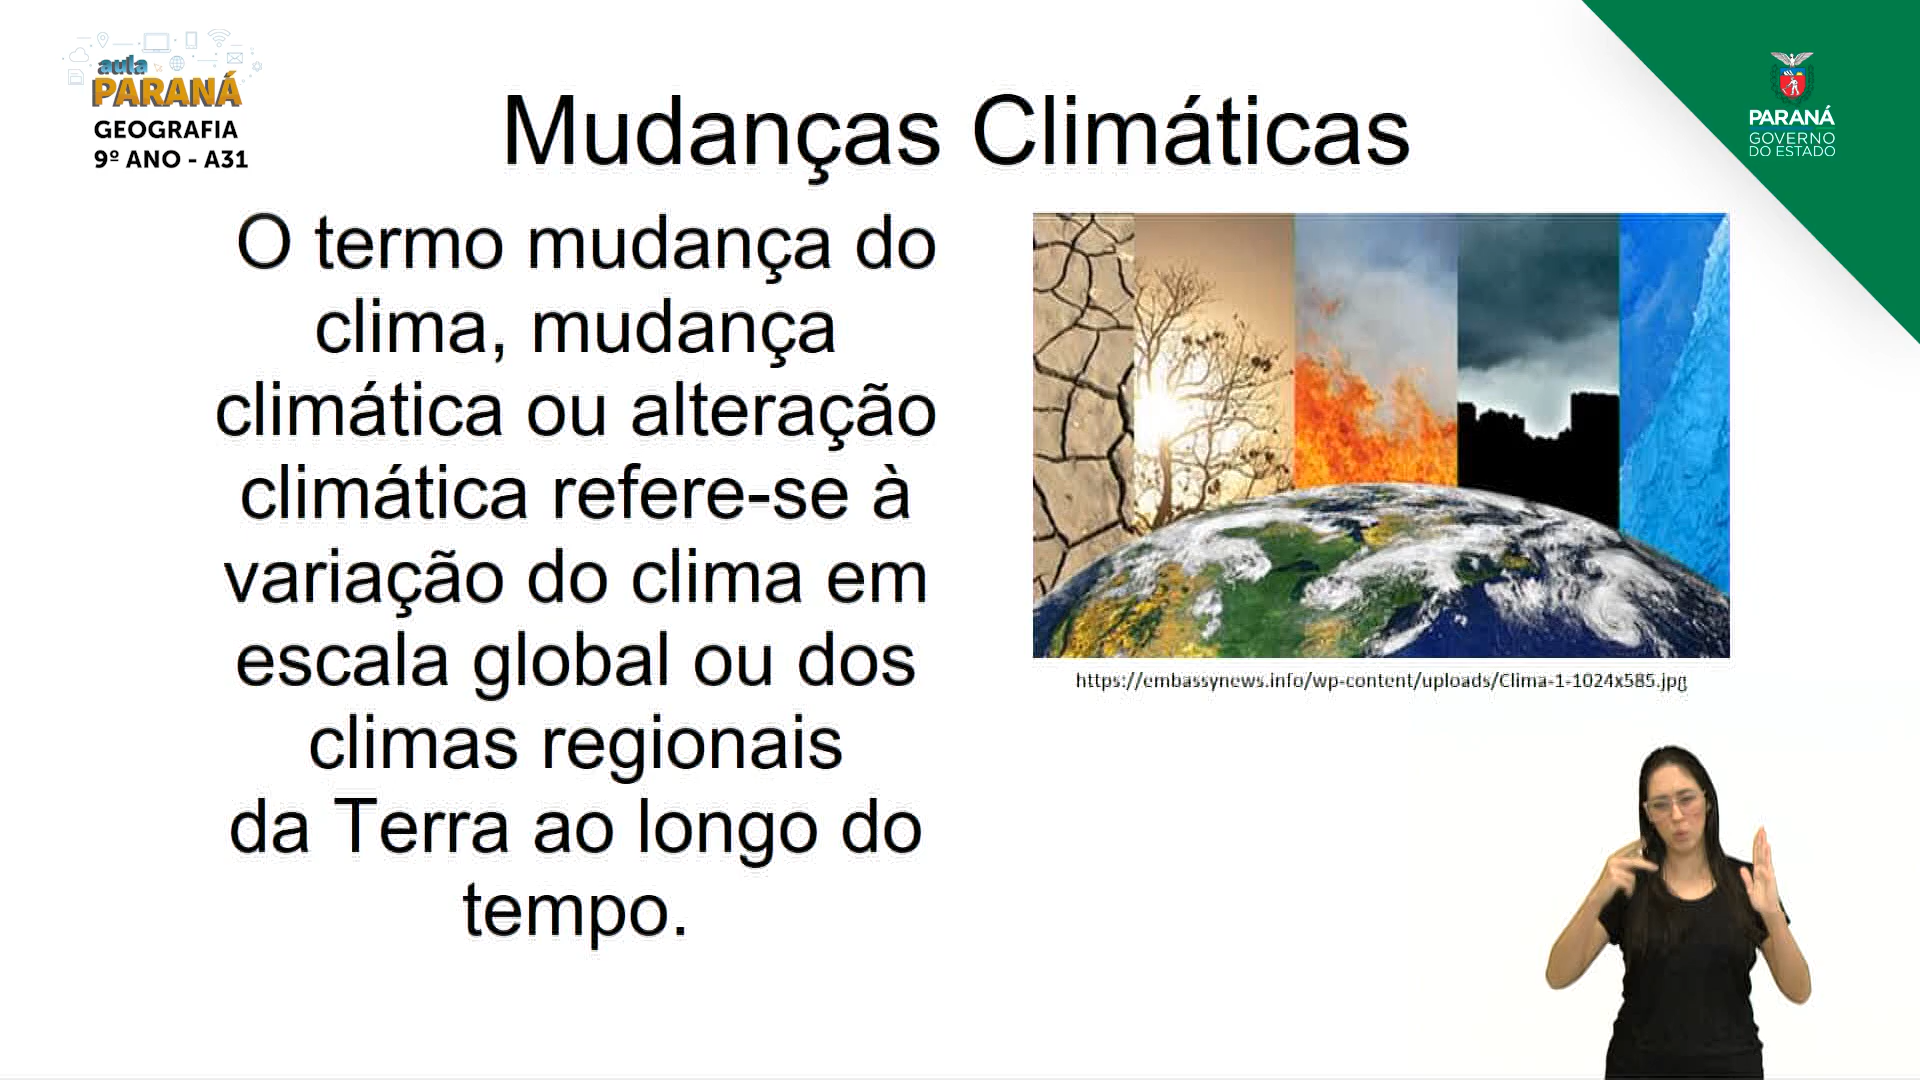 aula
PARANÁ
GEOGRAFIA
9º ANO - A31
PARANÁ
GOVERNO
DO ESTADO
Mudanças Climáticas
O termo mudança do
clima, mudança
climática ou alteração
climática refere-se à
variação do clima em
escala global ou dos
climas regionais
da Terra ao longo do
tempo.
https://embassynews.info/wp-content/uploads/Clima-1-1024x585.jpg